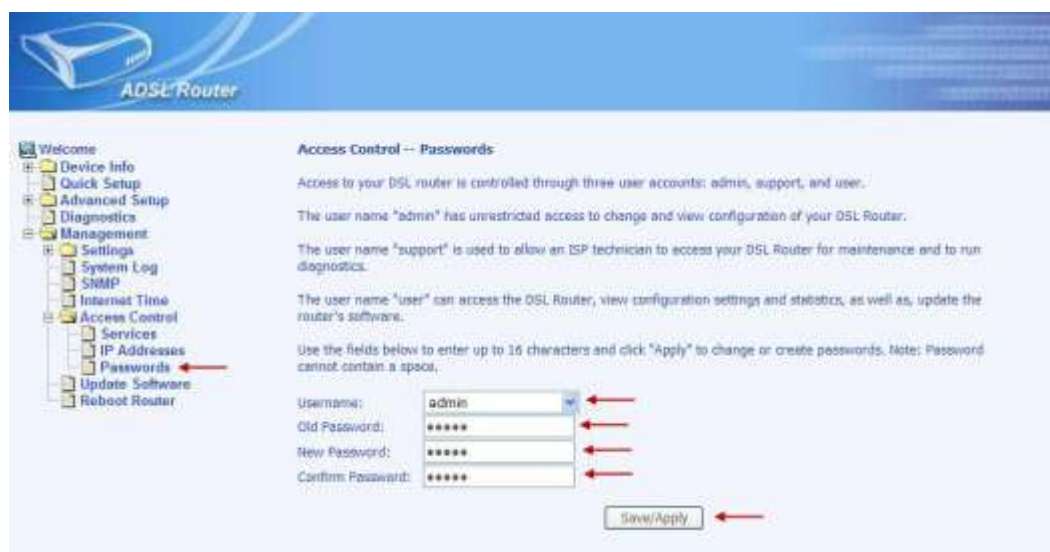 ADSL Router
Welcome
Device Info
Quick Setup
Advanced Setup
Diagnostics
Management
Settings
System Log
SNMP
Internet Time
Access Control
Services
IP Addresses
Passwords
Update Software
Reboot Router
Access Control -- Passwords
Access to your DSL router is controlled through three user accounts: admin, support, and user.
The user name "admin" has unrestricted access to change and view configuration of your DSL Router.
The user name "support" is used to allow an ISP technician to access your DSL Router for maintenance and to run
diagnostics.
The user name "user" can access the DSL Router, view configuration settings and statistics, as well as, update the
router's software.
Use the fields below to enter up to 16 characters and click "Apply" to change or create passwords. Note: Password
cannot contain a space.
Username: admin
Old Password: *****
New Password: *****
Confirm Password: *****
Save/Apply